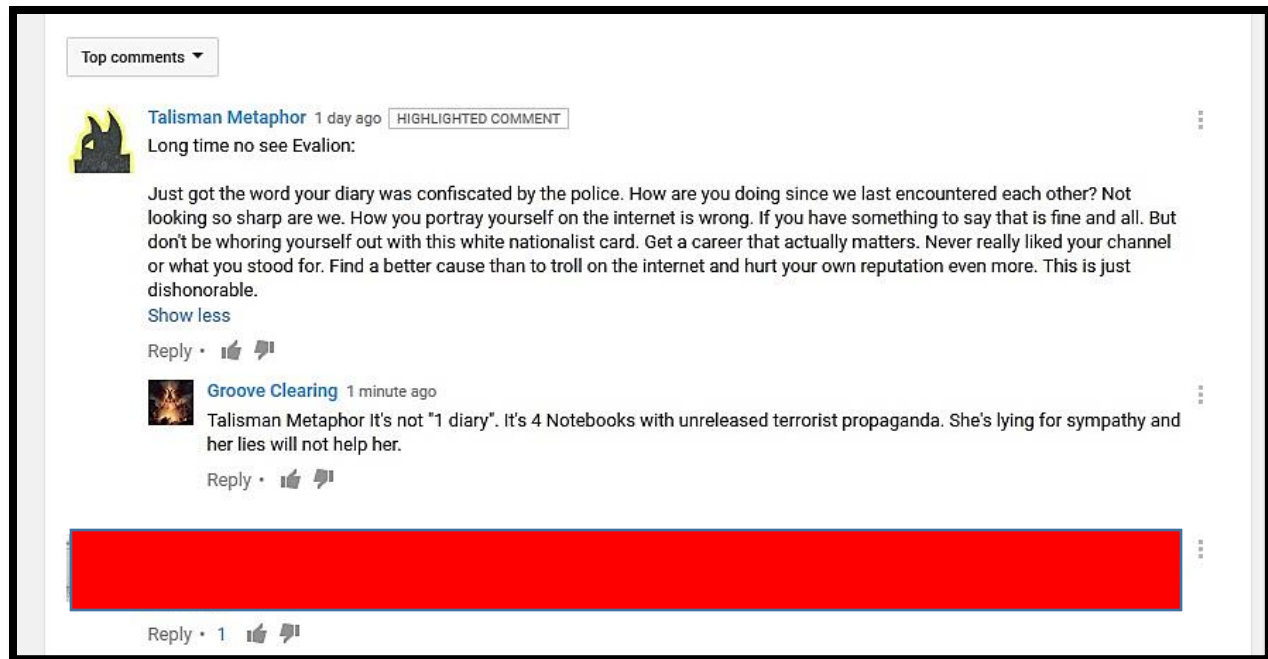 Top comments
Talisman Metaphor 1 day ago HIGHLIGHTED COMMENT
Long time no see Evalion:
Just got the word your diary was confiscated by the police. How are you doing since we last encountered each other? Not
looking so sharp are we. How you portray yourself on the internet is wrong. If you have something to say that is fine and all. But
don't be whoring yourself out with this white nationalist card. Get a career that actually matters. Never really liked your channel
or what you stood for. Find a better cause than to troll on the internet and hurt your own reputation even more. This is just
dishonorable.
Show less
Reply •
Groove Clearing 1 minute ago
Talisman Metaphor It's not "1 diary". It's 4 Notebooks with unreleased terrorist propaganda. She's lying for sympathy and
her lies will not help her.
Reply •
Reply • 1